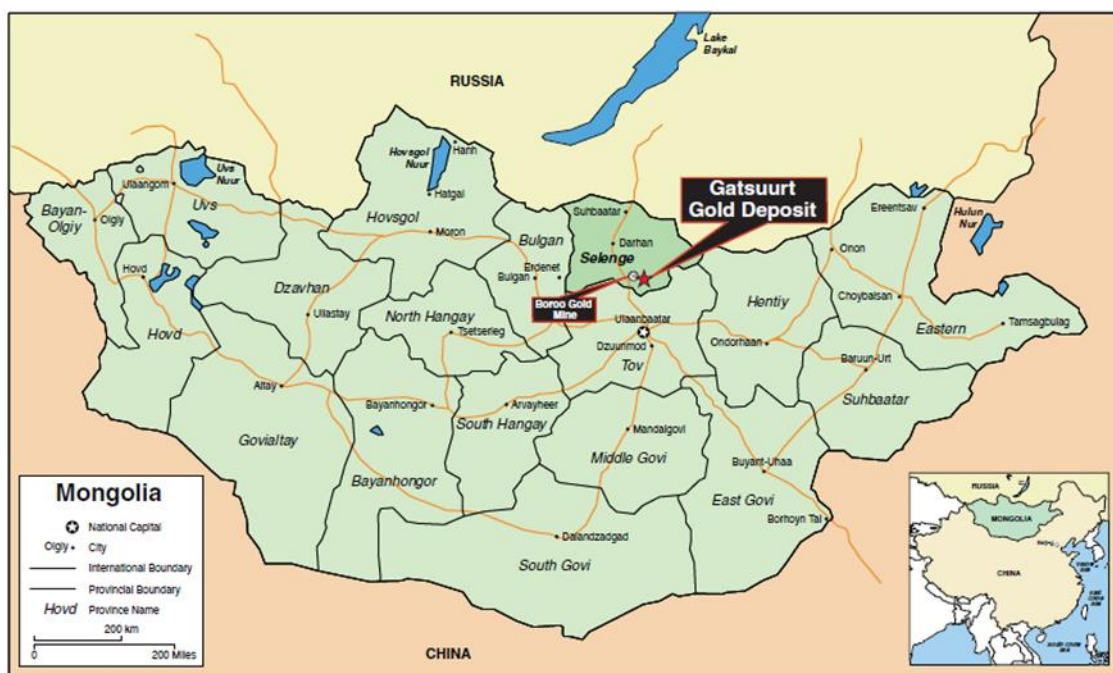 Lake
Baykal
RUSSIA
Hovsgol
Nuur
Hanh
Hatgal
Uvs
Nuur
Ulaangom
Uvs
Bayan-
Olgiy
Olgiy
Hovsgol
Moron
Gatsuurt
Gold Deposit
Suhbaatar
Darhan
Selenge
Bulgan
Erdenet
Bulgan
Boroo Gold
Mine
Ereentsav
Hulun
Nur
Onon
Choybalsan
Eastern
Tamsagbulag
Hentiy
Ondorhaan
Baruun-Urt
Suhbaatar
Hovd
Hovd
Dzavhan
Uliastay
North Hangay
Tsetserleg
Ulaanbaatar
Dzuunmod
Tov
Altay
Govialtay
Bayanhongor
Bayanhongor
Arvayheer
South Hangay
Mandalgovi
Middle Govi
Buyant-Uhaa
East Govi
Borhoyn Tal
Dalandzadgad
South Govi
CHINA
Mongolia
National Capital
Olgiy City
International Boundary
Provincial Boundary
Hovd Province Name
200 km
0 200 Miles
RUSSIA
MONGOLIA
CHINA